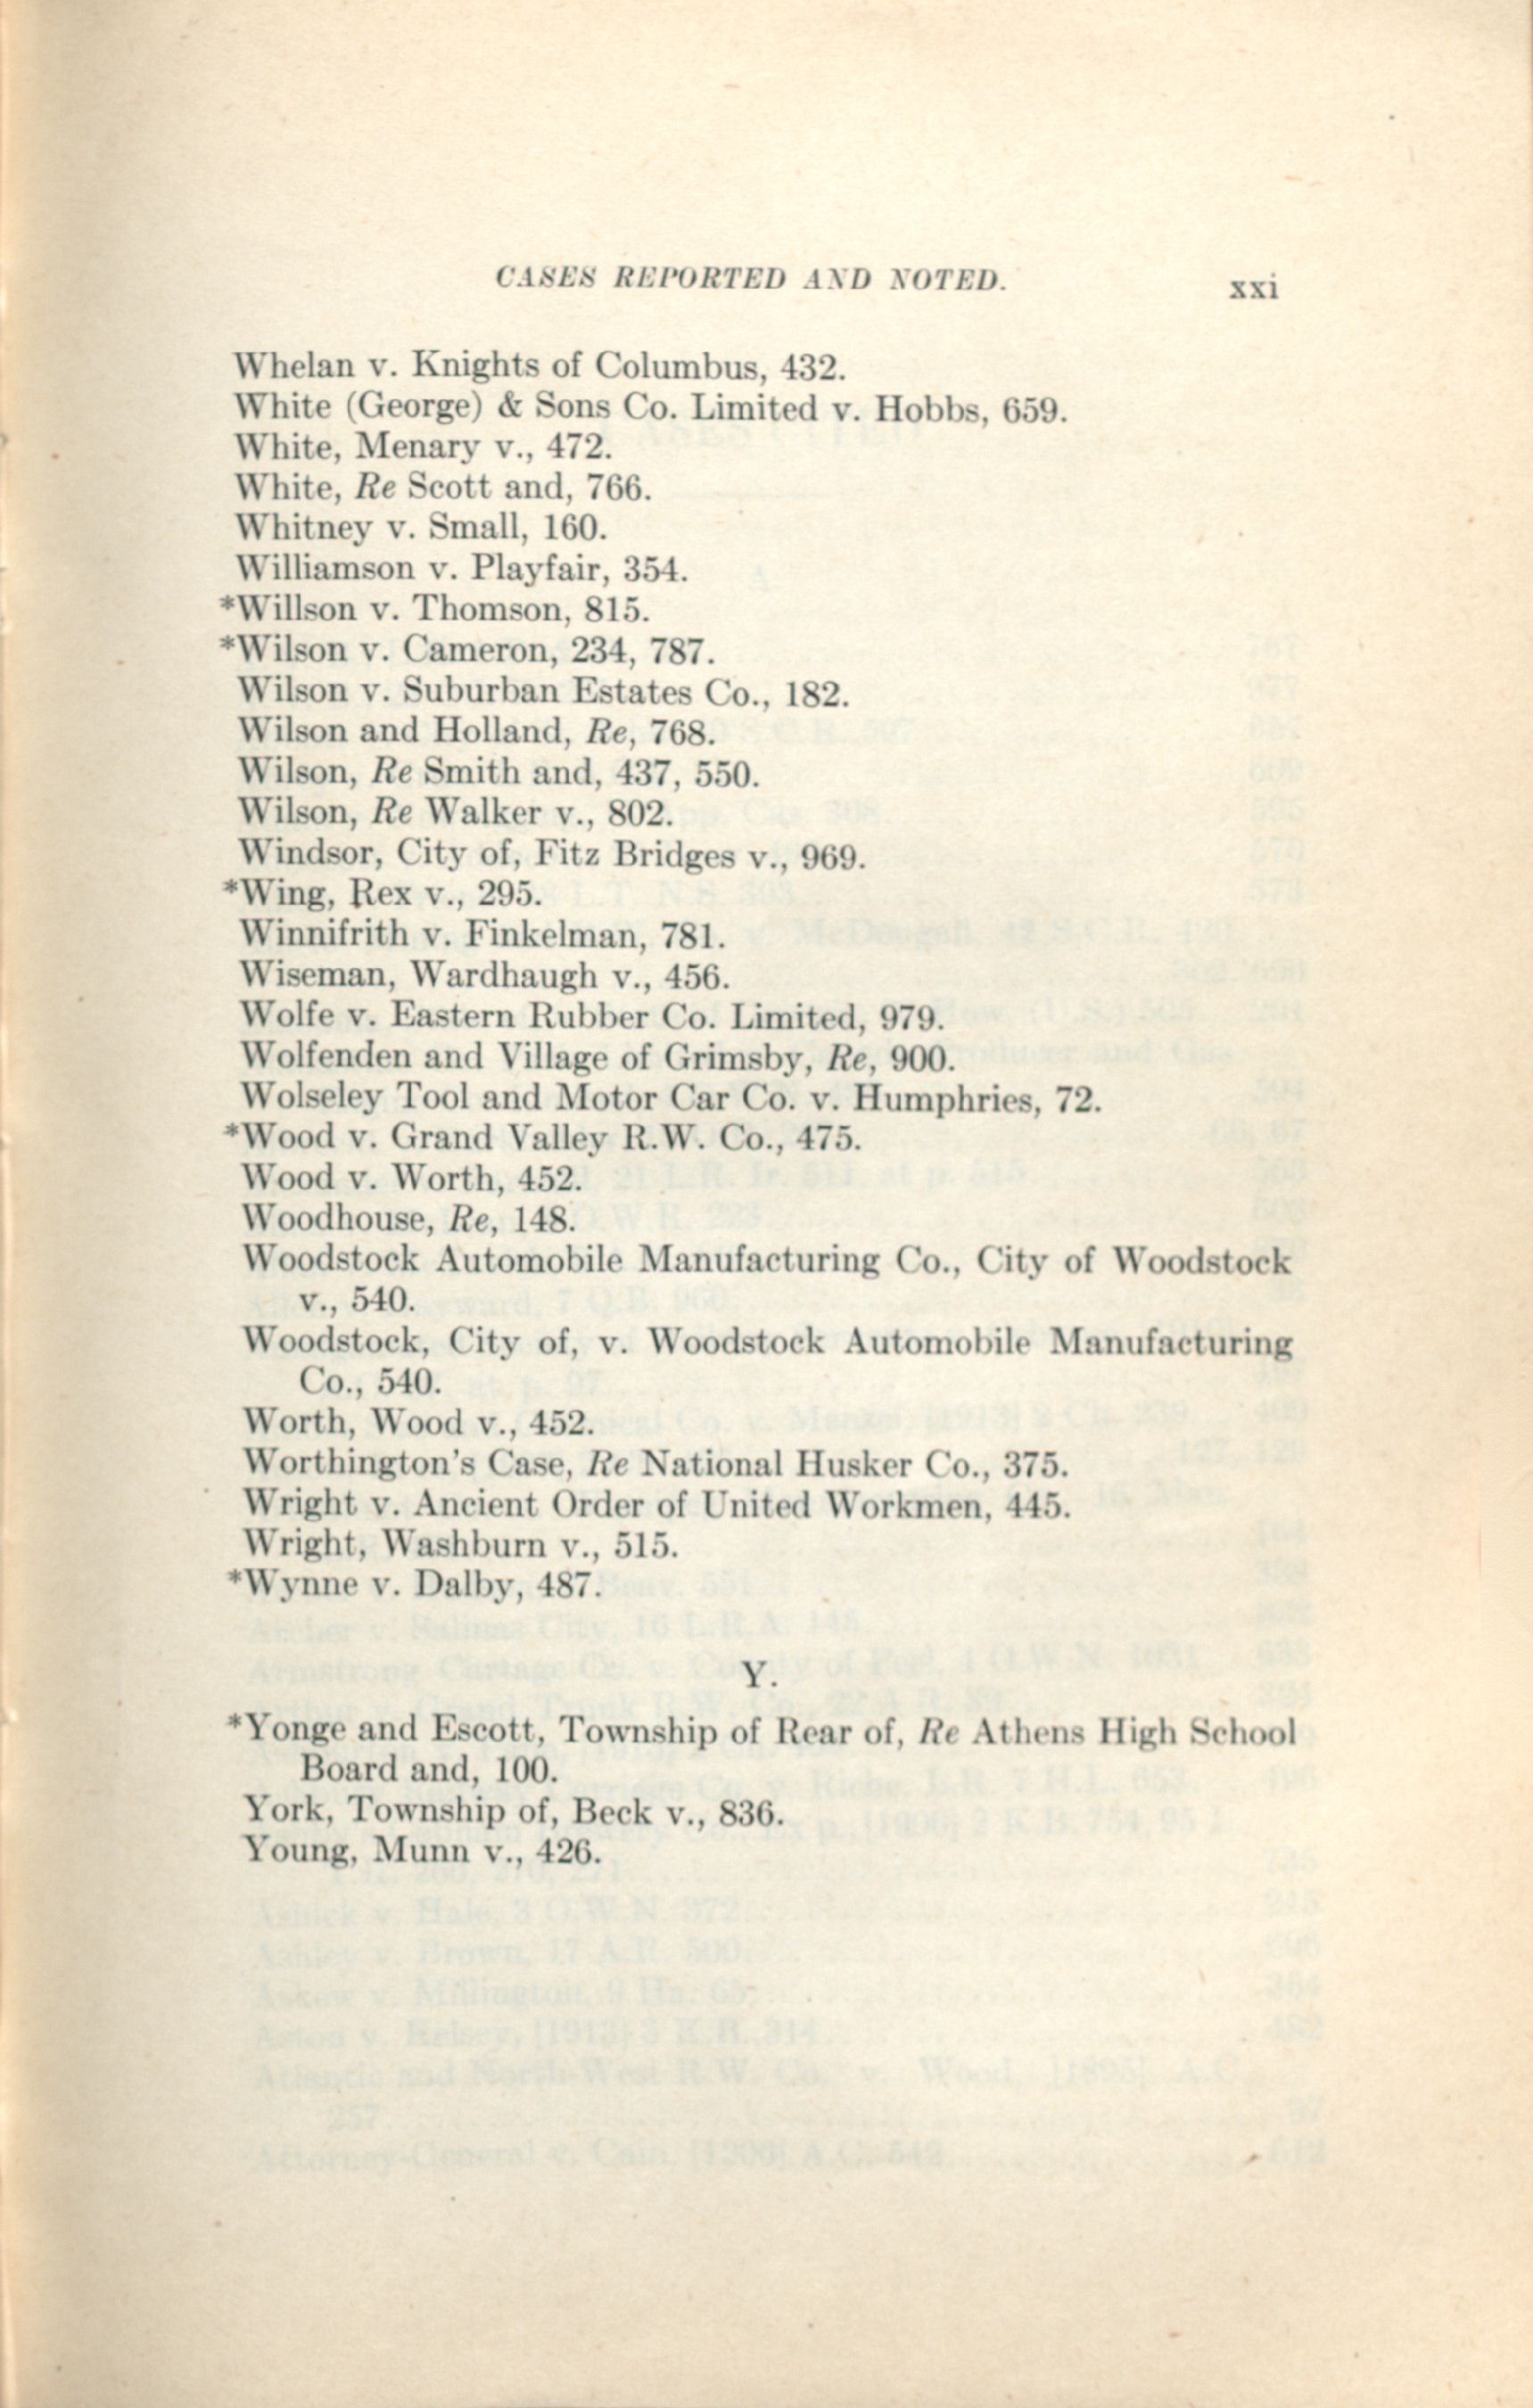 CASES REPORTED AND NOTED.
xxi
Whelan v. Knights of Columbus, 432.
White (George) & Sons Co. Limited v. Hobbs, 659.
White, Menary v., 472.
White, Re Scott and, 766.
Whitney v. Small, 160.
Williamson v. Playfair, 354.
*Willson v. Thomson, 815.
*Wilson v. Cameron, 234, 787.
Wilson v. Suburban Estates Co., 182.
Wilson and Holland, Re, 768.
Wilson, Re Smith and, 437, 550.
Wilson, Re Walker v., 802.
Windsor, City of, Fitz Bridges v., 969.
*Wing, Rex v., 295.
Winnifrith v. Finkelman, 781.
Wiseman, Wardhaugh v., 456.
Wolfe v. Eastern Rubber Co. Limited, 979.
Wolfenden and Village of Grimsby, Re, 900.
Wolseley Tool and Motor Car Co. v. Humphries, 72.
*Wood v. Grand Valley R.W. Co., 475.
Wood v. Worth, 452.
Woodhouse, Re, 148.
Woodstock Automobile Manufacturing Co., City of Woodstock
v., 540.
Woodstock, City of, v. Woodstock Automobile Manufacturing
Co., 540.
Worth, Wood v., 452.
Worthington's Case, Re National Husker Co., 375.
Wright v. Ancient Order of United Workmen, 445.
Wright, Washburn v., 515.
*Wynne v. Dalby, 487.
Y.
*Yonge and Escott, Township of Rear of, Re Athens High School
Board and, 100.
York, Township of, Beck v., 836.
Young, Munn v., 426.